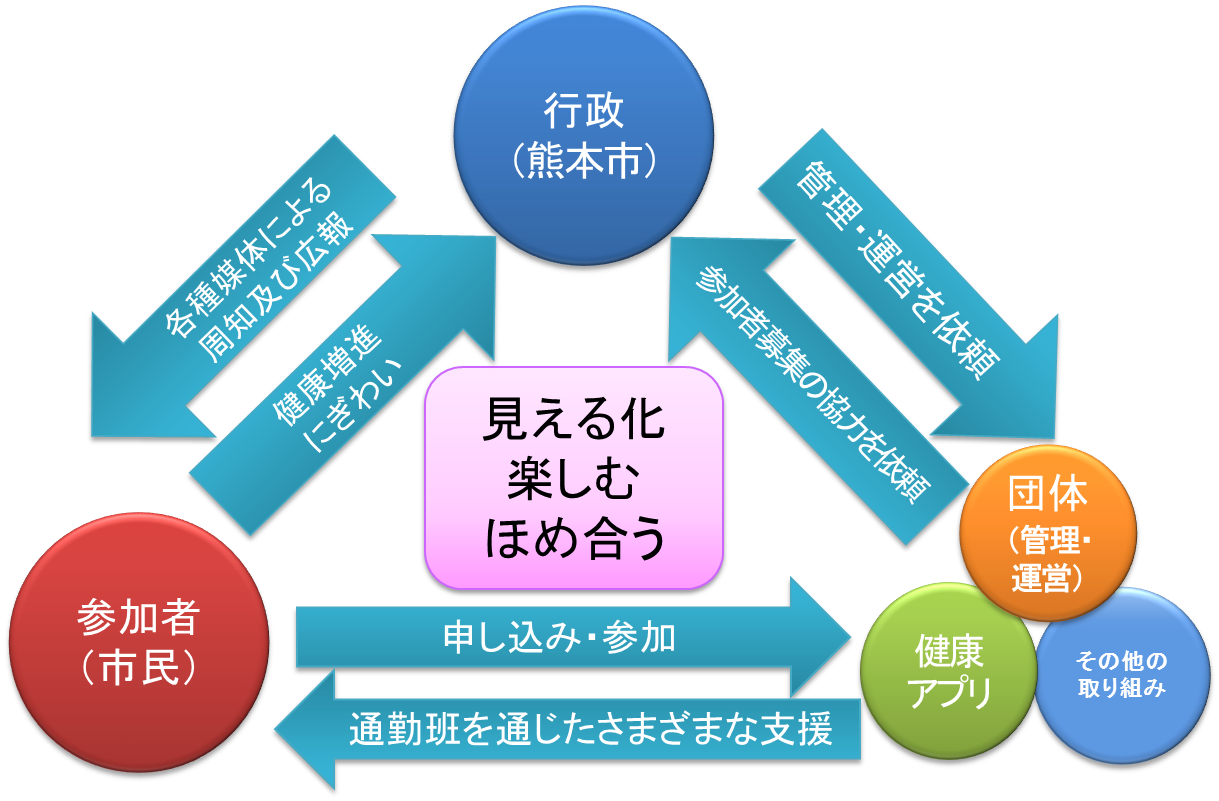 行政
（熊本市）
各種媒体による
周知及び広報
健康増進
にぎわい
管理・運営を依頼
参加者募集の協力を依頼
見える化
楽しむ
ほめ合う
団体
（管理・
運営）
参加者
（市民）
申し込み・参加
通勤班を通じたさまざまな支援
健康
アプリ
その他の
取り組み